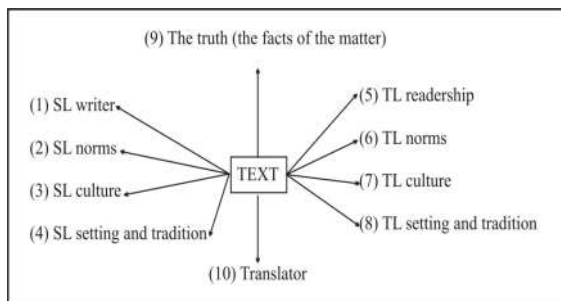 (9) The truth (the facts of the matter)
(1) SL writer
(2) SL norms
(3) SL culture
(4) SL setting and tradition
TEXT
(5) TL readership
(6) TL norms
(7) TL culture
(8) TL setting and tradition
(10) Translator